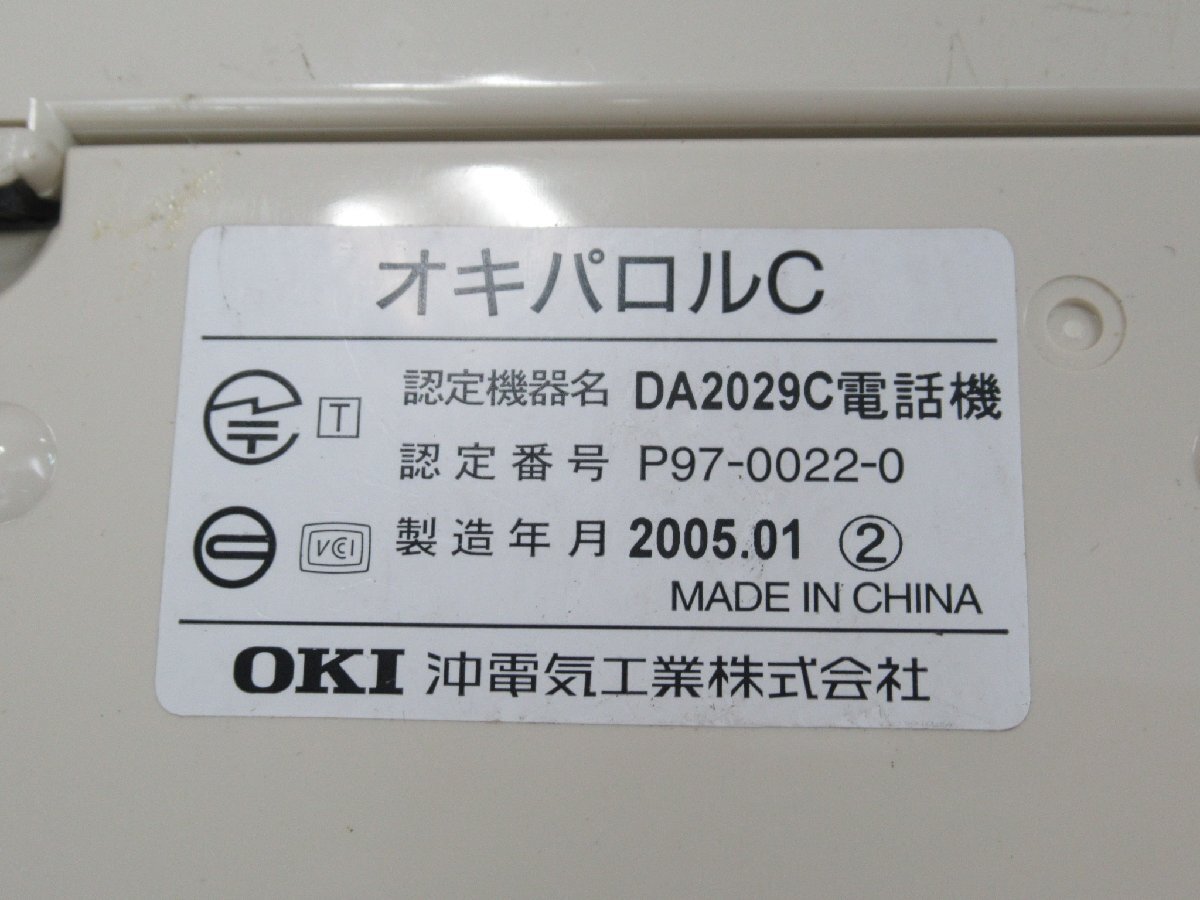 オキパロルC
T 認定機器名 DA2029C電話機
認定番号 P97-0022-0
VCI 製造年月 2005.01 ②
MADE IN CHINA
OKI 沖電気工業株式会社